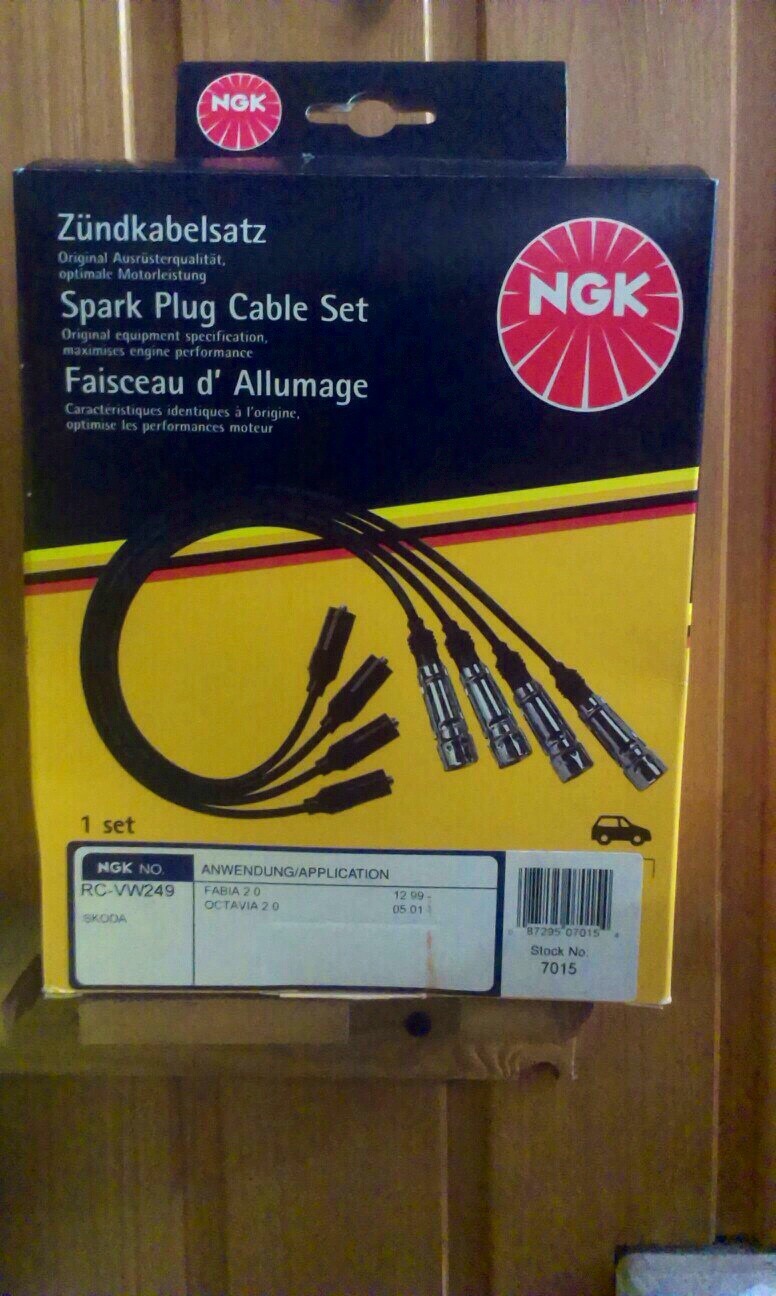 NGK
Zündkabelsatz
Original Ausrüsterqualität,
optimale Motorleistung
Spark Plug Cable Set
Original equipment specification,
maximises engine performance
Faisceau d' Allumage
Caractéristiques identiques à l'origine,
optimise les performances moteur
NGK
1 set
NGK NO. ANWENDUNG/APPLICATION
RC-VW249 FABIA 2.0 12.99 -
SKODA OCTAVIA 2.0 05.01
0 87295 07015 4
Stock No:
7015